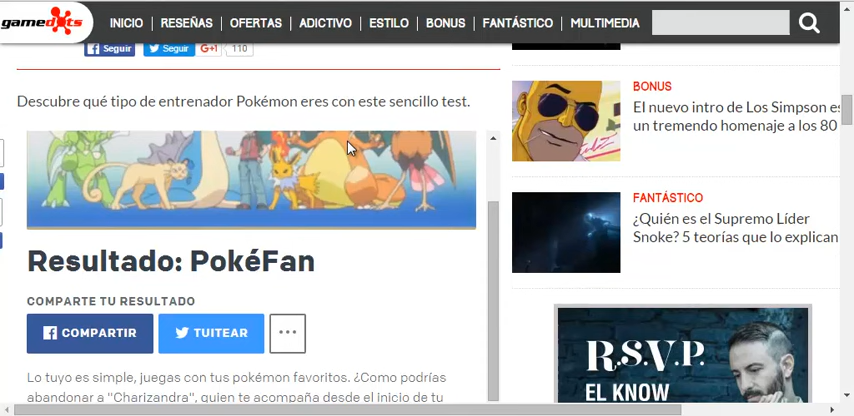 gamedots
INICIO
RESEÑAS
OFERTAS
ADICTIVO
ESTILO
BONUS
FANTÁSTICO
MULTIMEDIA
Seguir
Seguir
G+1
110
Descubre qué tipo de entrenador Pokémon eres con este sencillo test.
Resultado: PokéFan
COMPARTE TU RESULTADO
COMPARTIR
TUITEAR
Lo tuyo es simple, juegas con tus pokémon favoritos. ¿Como podrías
abandonar a "Charizandra", quien te acompaña desde el inicio de tu
BONUS
El nuevo intro de Los Simpson es
un tremendo homenaje a los 80
FANTÁSTICO
¿Quién es el Supremo Líder
Snoke? 5 teorías que lo explican
R.S.V.P.
EL KNOW